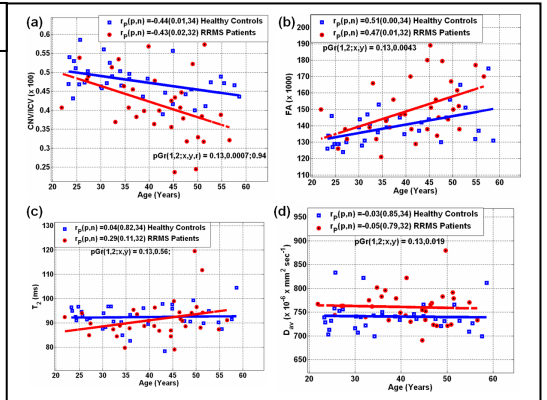 (a) r_p(p,n) =-0.44(0.01,34) Healthy Controls
r_p(p,n) =-0.43(0.02,32) RRMS Patients
CNV/ICV (x 1000)
0.6
0.55
0.5
0.45
0.4
0.35
0.3
0.25
pGr(1,2;x,y,r) = 0.13,0.0007;0.94
20 25 30 35 40 45 50 55 60
Age (Years)
(b) r_p(p,n)=0.51(0.00,34) Healthy Controls
r_p(p,n)=0.47(0.01,32) RRMS Patients
pGr(1,2;x,y) = 0.13,0.0043
FA (x 1000)
200
190
180
170
160
150
140
130
120
110
20 25 30 35 40 45 50 55 60
Age (Years)
(c) r_p(p,n)=0.04(0.82,34) Healthy Controls
r_p(p,n)=0.29(0.11,32) RRMS Patients
pGr(1,2;x,y) = 0.13,0.56;
T_2 (ms)
130
120
110
100
90
80
20 25 30 35 40 45 50 55 60
Age (Years)
(d) r_p(p,n)=-0.03(0.85,34) Healthy Controls
r_p(p,n)=-0.05(0.79,32) RRMS Patients
pGr(1,2;x,y) = 0.13,0.019
D_av (x 10^-6 x mm^2 sec^-1)
950
900
850
800
750
700
650
20 30 40 50 60
Age (Years)